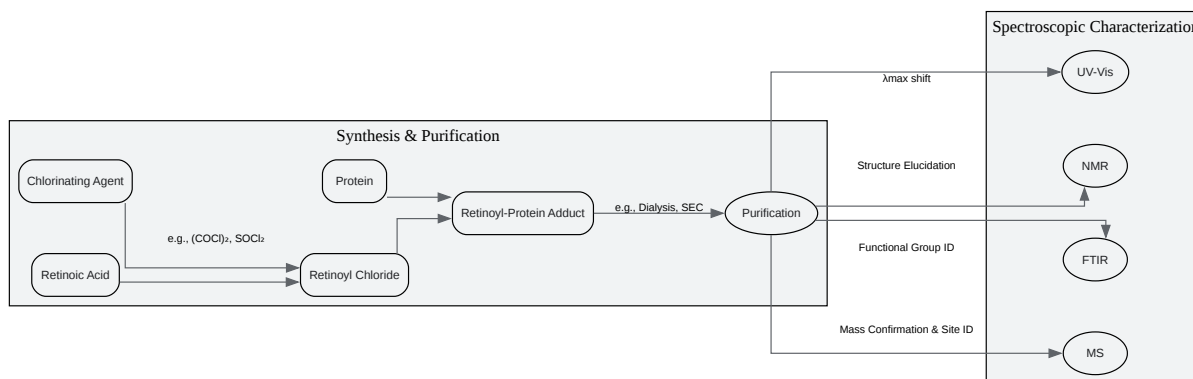 Spectroscopic Characterization
UV-Vis
λmax shift
Synthesis & Purification
Chlorinating Agent
Protein
Structure Elucidation
NMR
Retinoyl-Protein Adduct
e.g., Dialysis, SEC
Purification
e.g., (COCl)₂, SOCl₂
Functional Group ID
FTIR
Retinoic Acid
Retinoyl Chloride
Mass Confirmation & Site ID
MS